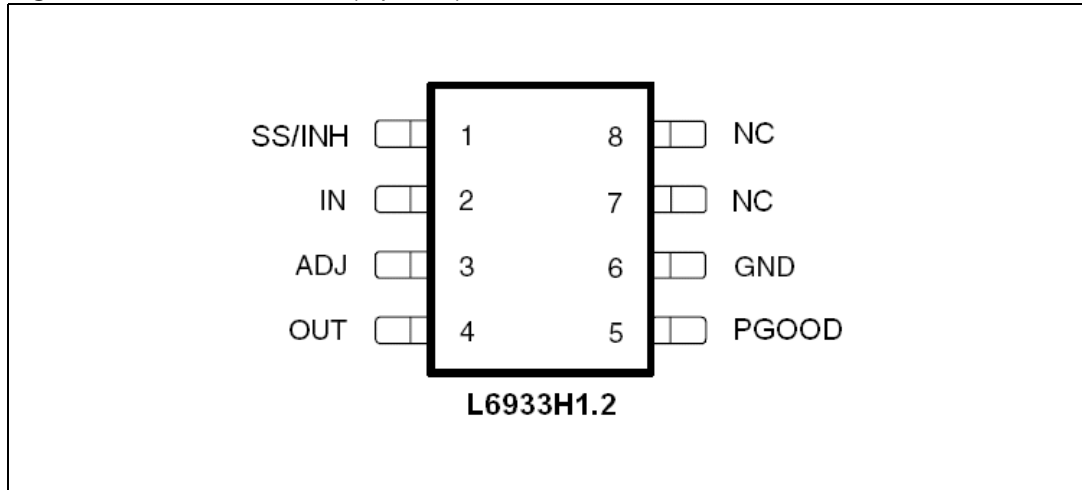 SS/INH 1 8 NC
IN 2 7 NC
ADJ 3 6 GND
OUT 4 5 PGOOD
L6933H1.2